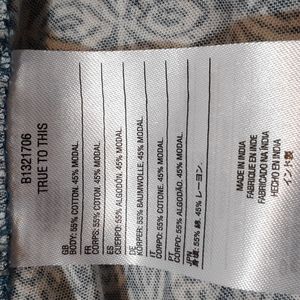 B1321706
TRUE TO THIS
GB
BODY: 55% COTTON. 45% MODAL.
FR
CORPS: 55% COTON. 45% MODAL.
ES
CUERPO: 55% ALGODÓN. 45% MODAL.
DE
KÖRPER: 55% BAUMWOLLE. 45% MODAL.
IT
CORPO: 55% COTONE. 45% MODAL.
PT
CORPO: 55% ALGODÃO. 45% MODAL.
JPN
55% 綿. 45% レーヨン.
MADE IN INDIA
FABRIQUÉ EN INDE
FABRICADO NA ÍNDIA
HECHO EN INDIA
インド製